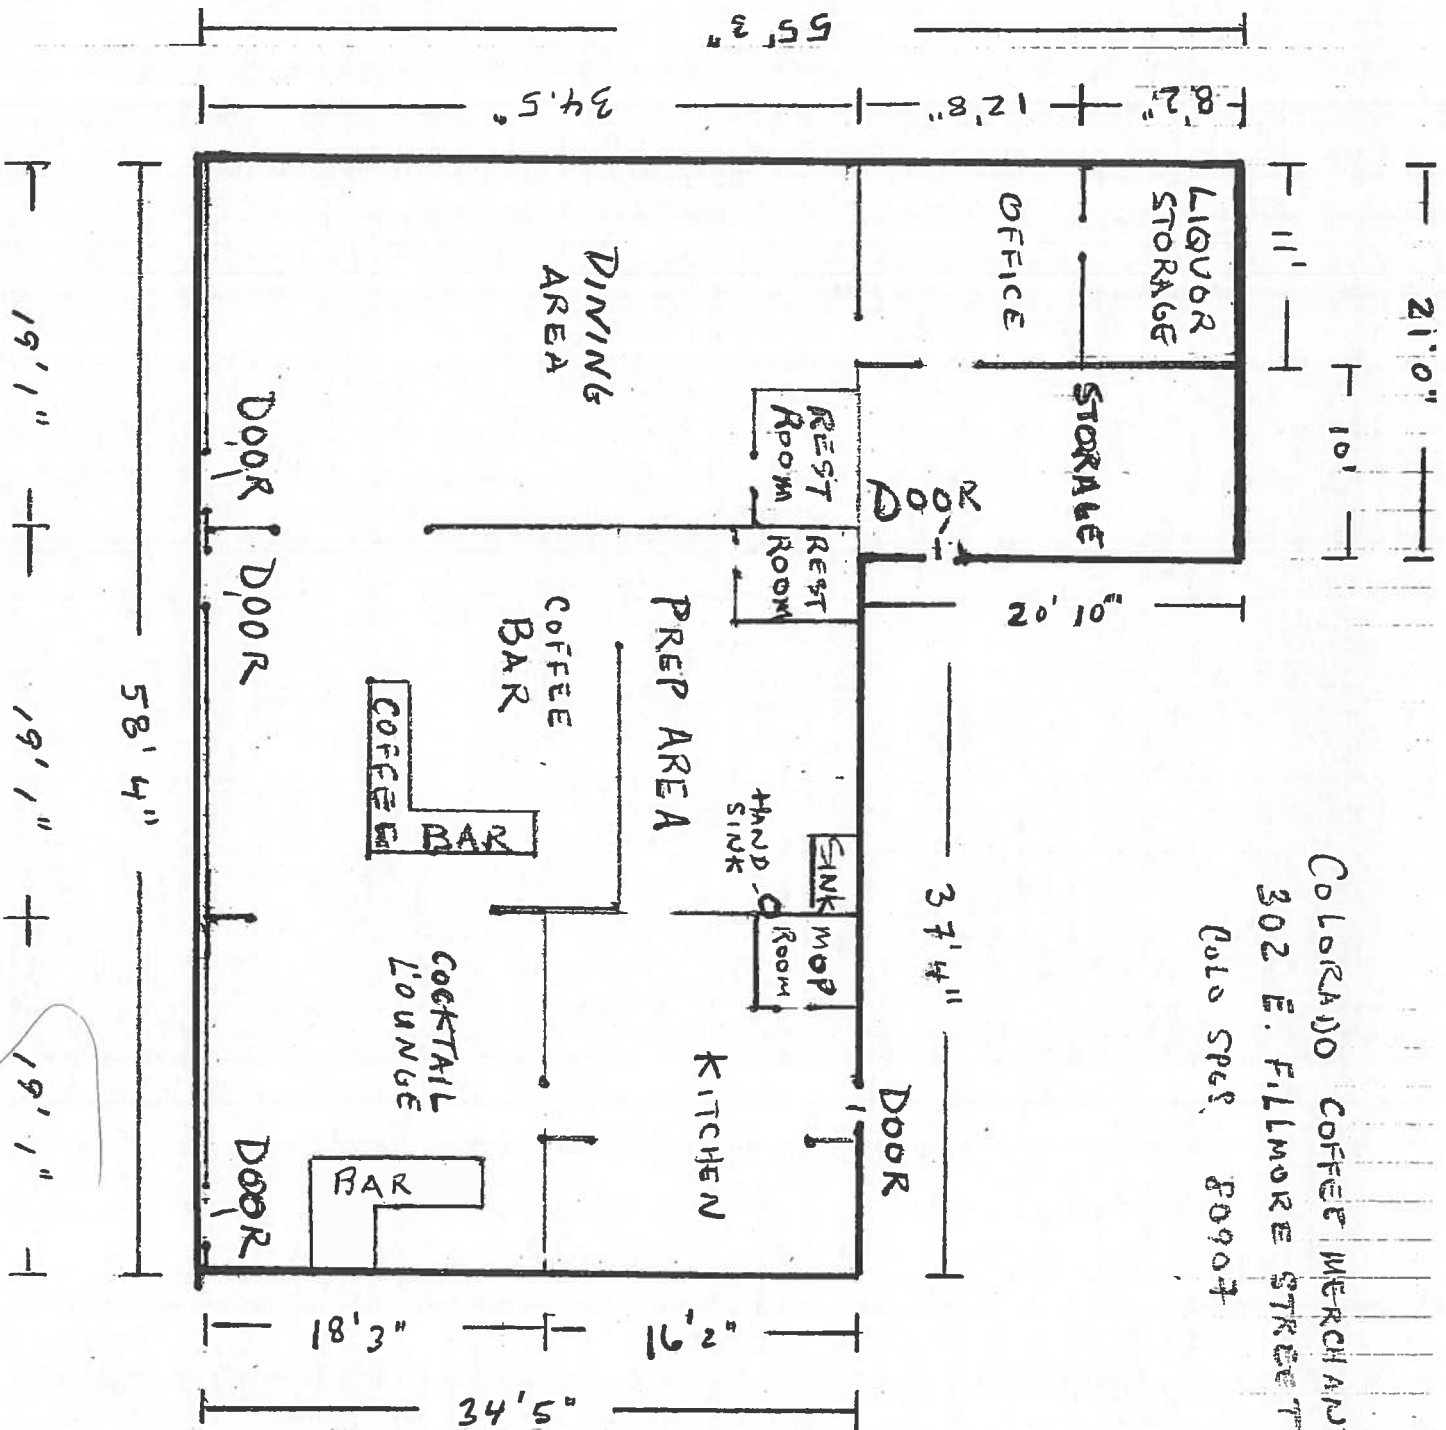 COLORADO COFFEE MERCHAN
302 E. FILLMORE STREET
COLO SPGS 80907
55'3"
34.5"
12'8"
8'2"
21'0"
11'
10'
LIQUOR
STORAGE
OFFICE
STORAGE
DOOR
20'10"
37'4"
DINING
AREA
REST
ROOM
REST
ROOM
PREP AREA
COFFEE
BAR
COFFEE BAR
HAND
SINK
SINK
MOP
ROOM
KITCHEN
DOOR
COCKTAIL
LOUNGE
BAR
DOOR
DOOR
DOOR
58'4"
19'1"
19'1"
19'1"
18'3"
16'2"
34'5"